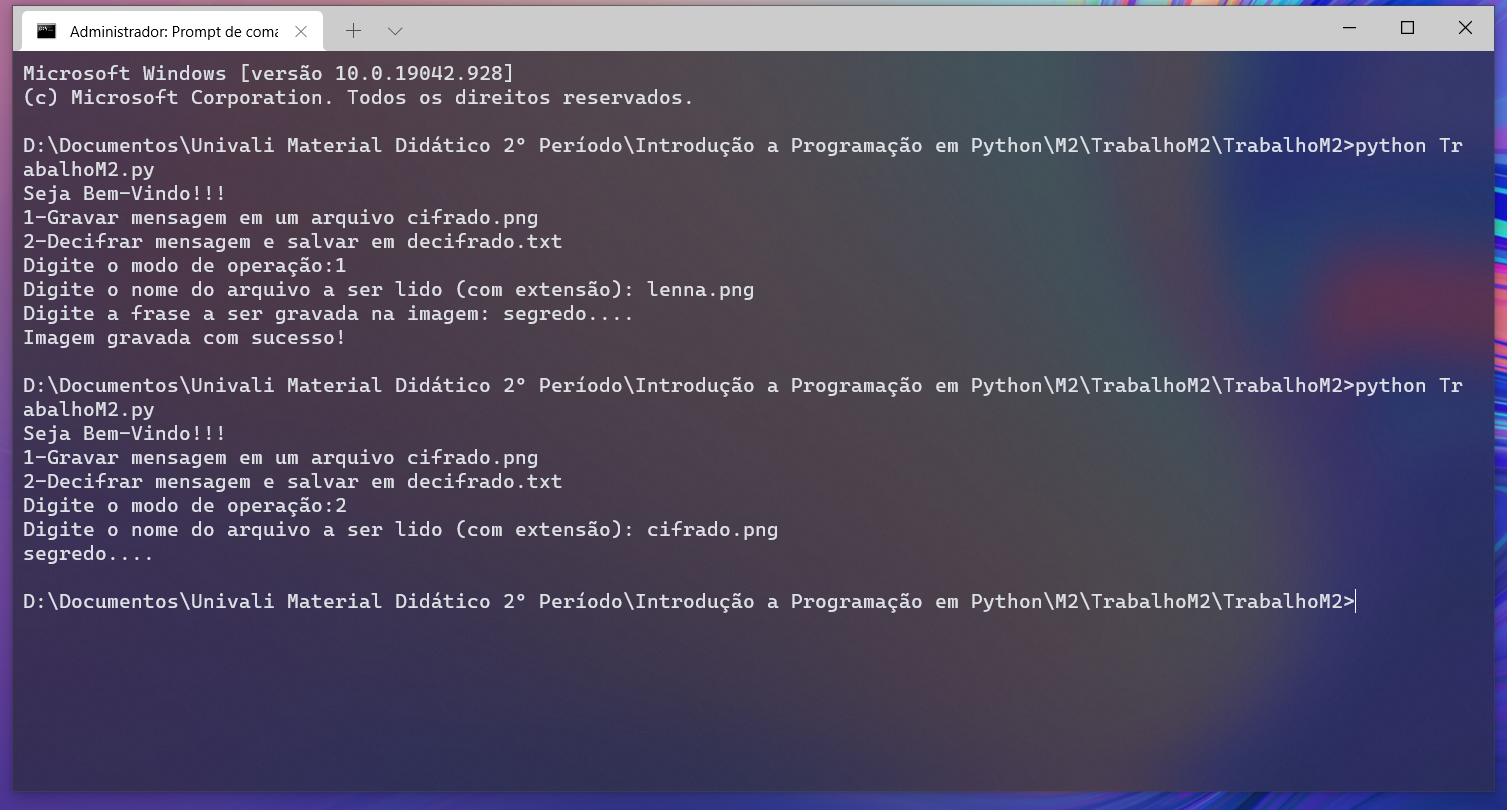 Administrador: Prompt de coma
Microsoft Windows [versão 10.0.19042.928]
(c) Microsoft Corporation. Todos os direitos reservados.
D:\Documentos\Univali Material Didático 2° Período\Introdução a Programação em Python\M2\TrabalhoM2\TrabalhoM2>python Tr
abalhoM2.py
Seja Bem-Vindo!!!
1-Gravar mensagem em um arquivo cifrado.png
2-Decifrar mensagem e salvar em decifrado.txt
Digite o modo de operação:1
Digite o nome do arquivo a ser lido (com extensão): lenna.png
Digite a frase a ser gravada na imagem: segredo....
Imagem gravada com sucesso!
D:\Documentos\Univali Material Didático 2° Período\Introdução a Programação em Python\M2\TrabalhoM2\TrabalhoM2>python Tr
abalhoM2.py
Seja Bem-Vindo!!!
1-Gravar mensagem em um arquivo cifrado.png
2-Decifrar mensagem e salvar em decifrado.txt
Digite o modo de operação:2
Digite o nome do arquivo a ser lido (com extensão): cifrado.png
segredo....
D:\Documentos\Univali Material Didático 2° Período\Introdução a Programação em Python\M2\TrabalhoM2\TrabalhoM2>